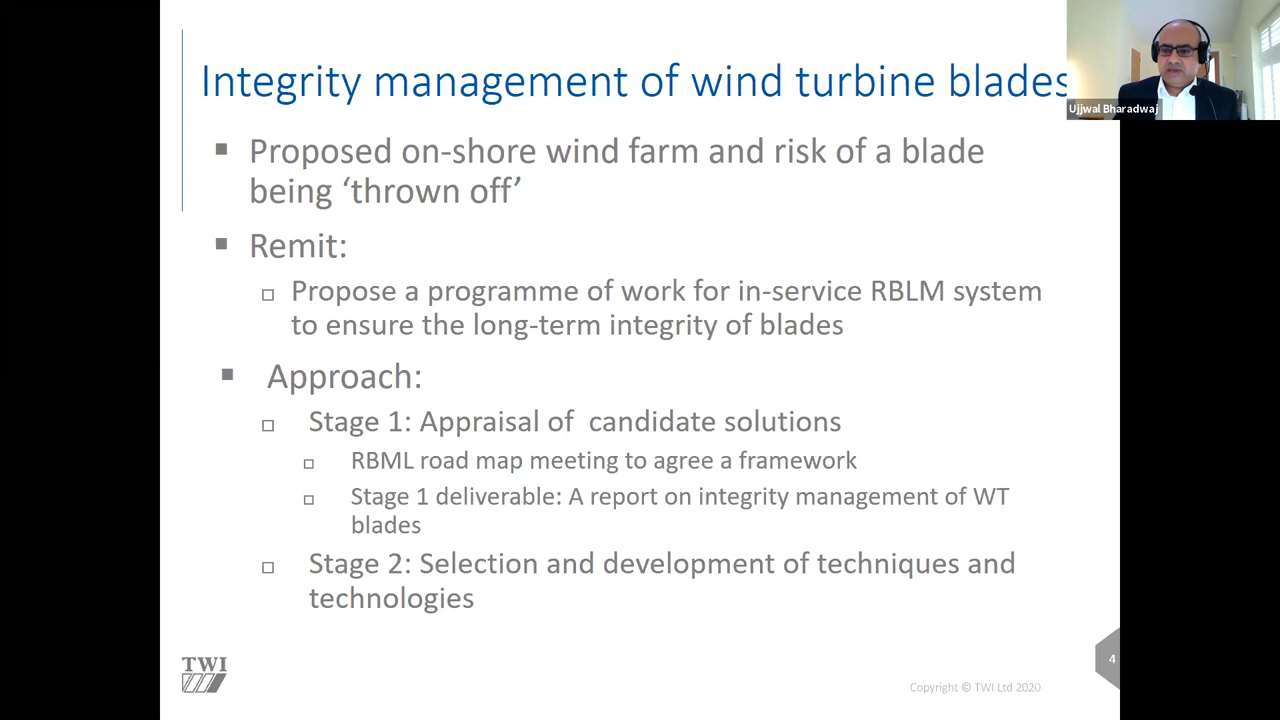 Integrity management of wind turbine blades
Ujjwal Bharadwaj
▪ Proposed on-shore wind farm and risk of a blade
being ‘thrown off’
▪ Remit:
□ Propose a programme of work for in-service RBLM system
to ensure the long-term integrity of blades
▪ Approach:
□ Stage 1: Appraisal of candidate solutions
□ RBML road map meeting to agree a framework
□ Stage 1 deliverable: A report on integrity management of WT
blades
□ Stage 2: Selection and development of techniques and
technologies
TWI
4
Copyright © TWI Ltd 2020